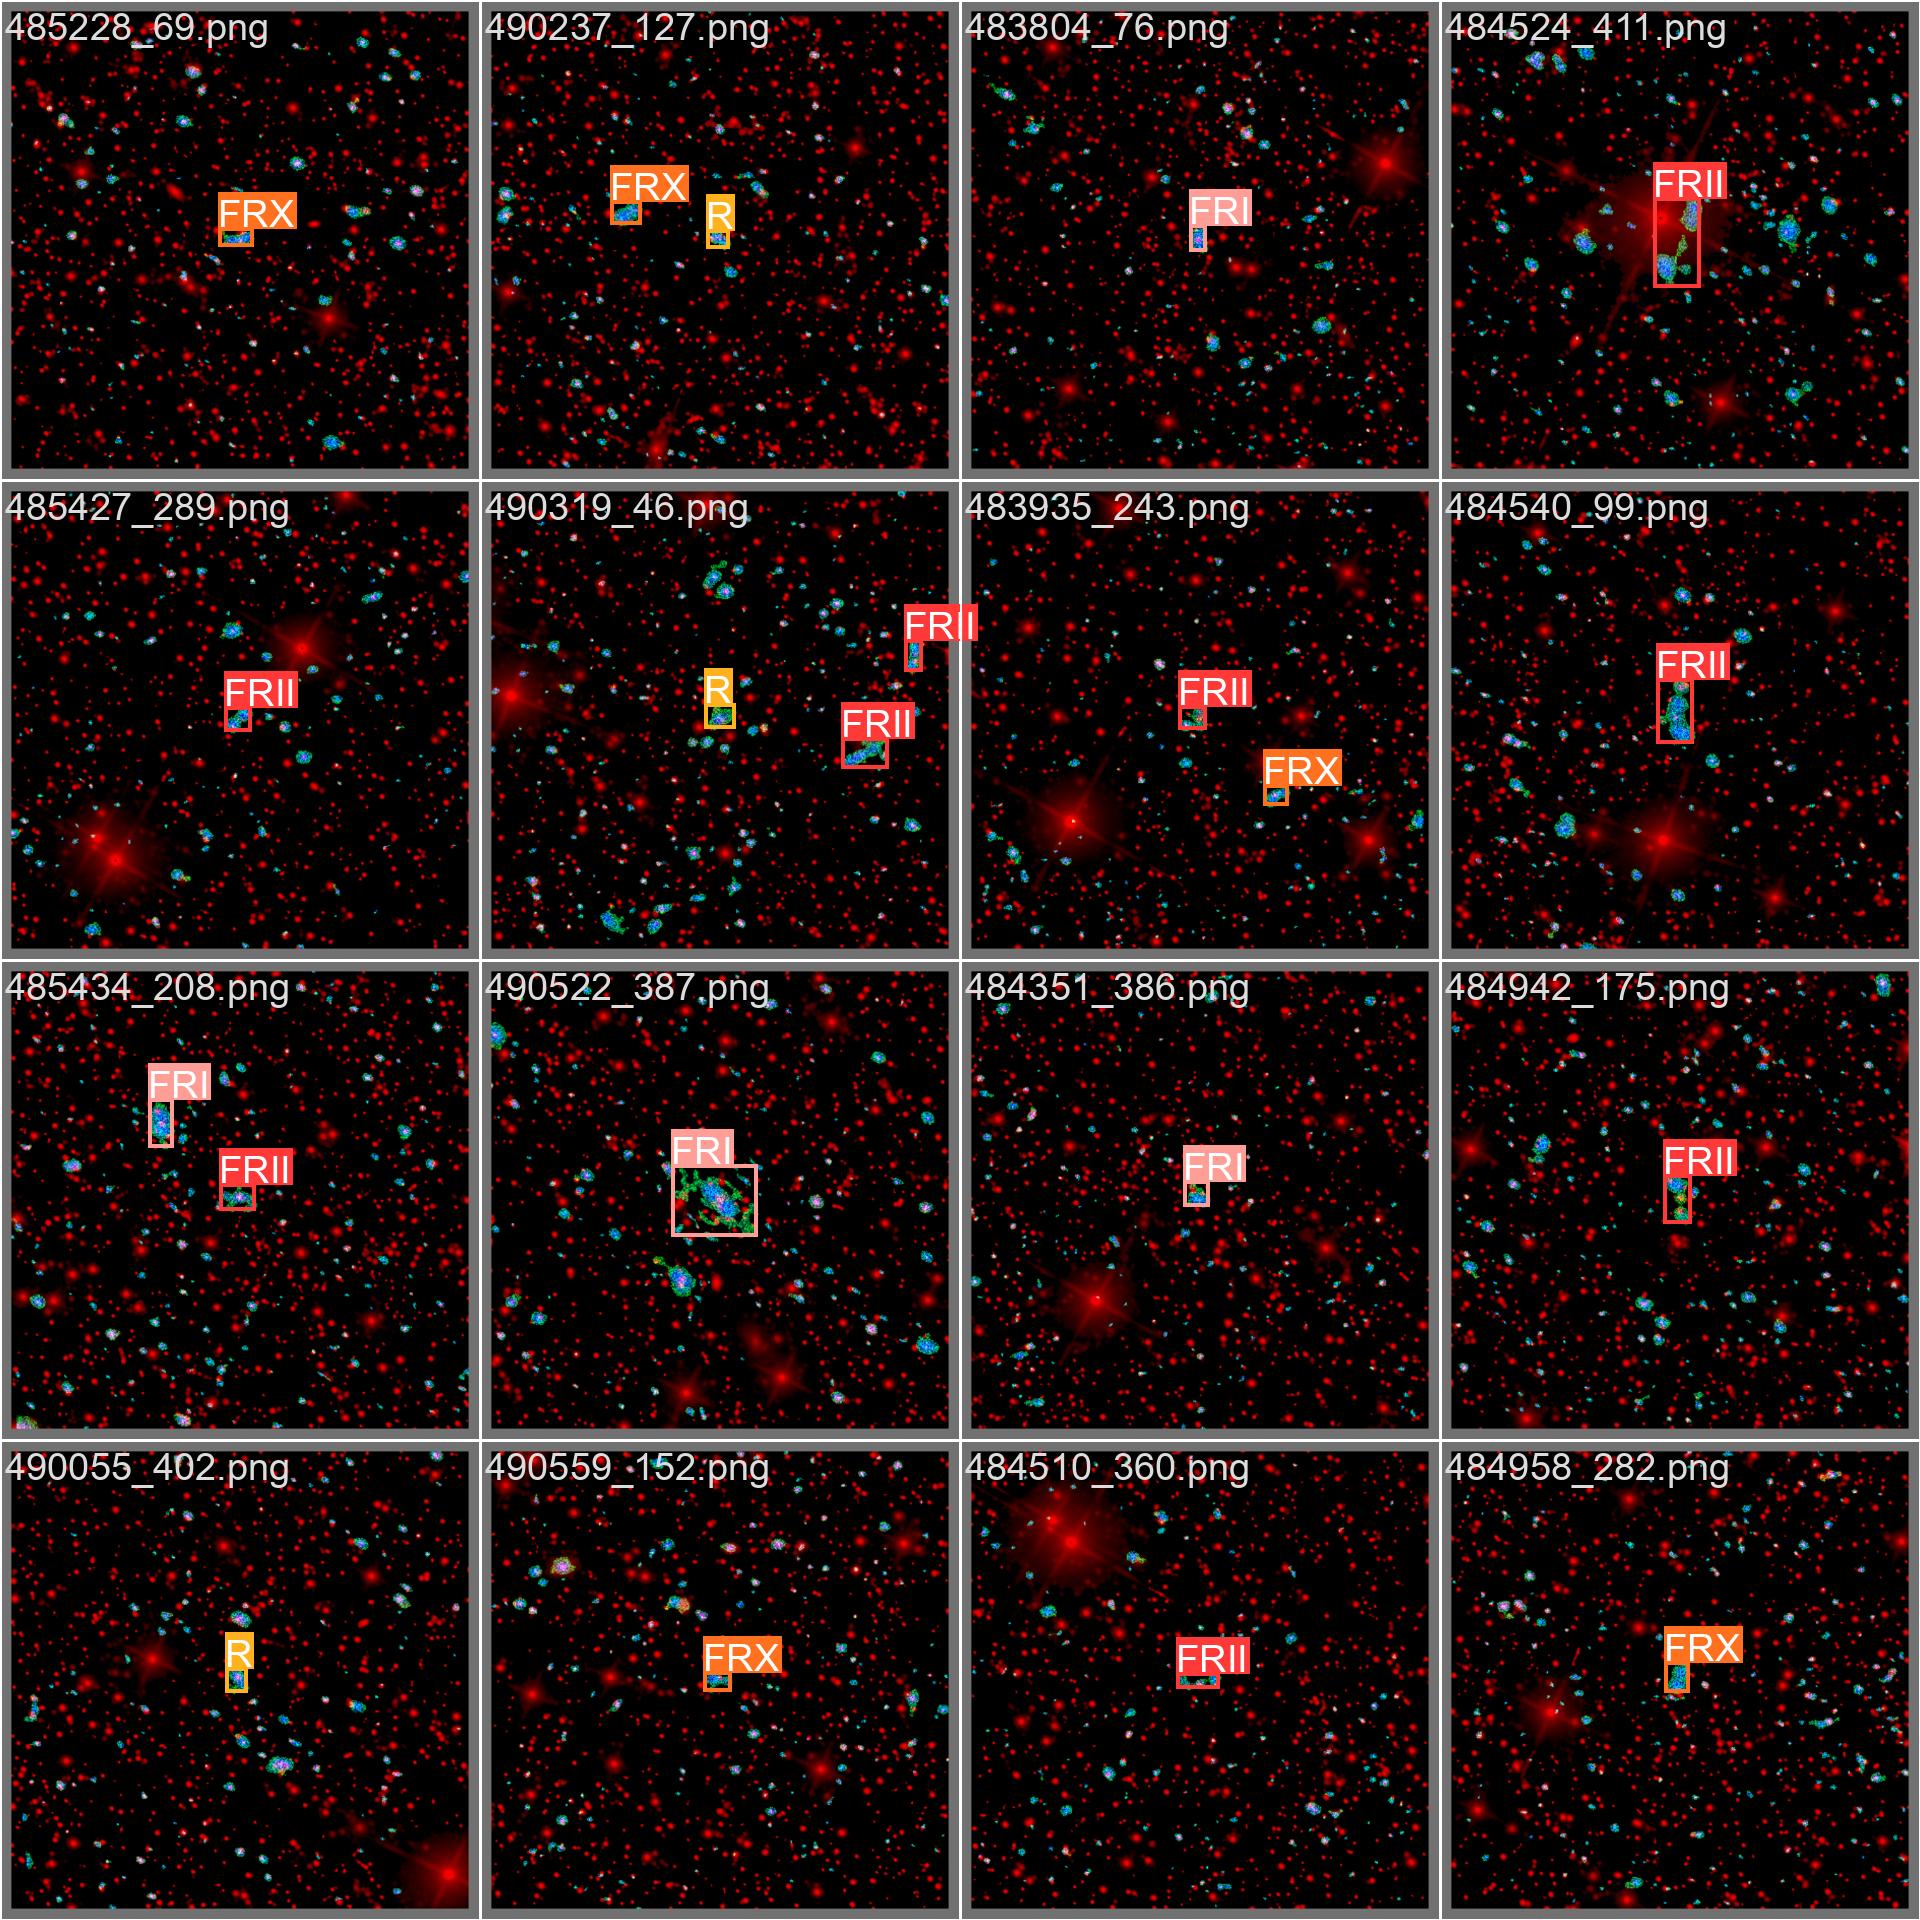 485228_69.png
FRX
490237_127.png
FRX
R
483804_76.png
FRI
484524_411.png
FRII
485427_289.png
FRII
490319_46.png
FRII
R
FRII
483935_243.png
FRII
FRX
484540_99.png
FRII
485434_208.png
FRI
FRII
490522_387.png
FRI
484351_386.png
FRI
484942_175.png
FRII
490055_402.png
R
490559_152.png
FRX
484510_360.png
FRII
484958_282.png
FRX